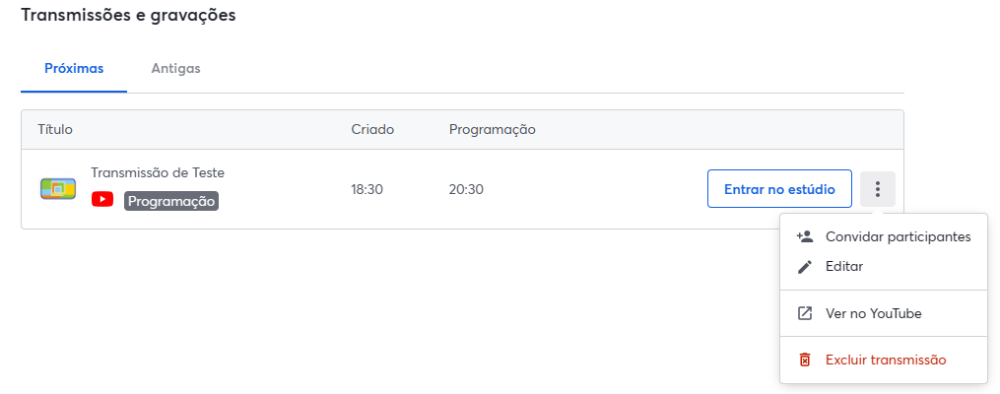 Transmissões e gravações
Próximas Antigas
Título Criado Programação
Transmissão de Teste
Programação
18:30 20:30 Entrar no estúdio
Convidar participantes
Editar
Ver no YouTube
Excluir transmissão